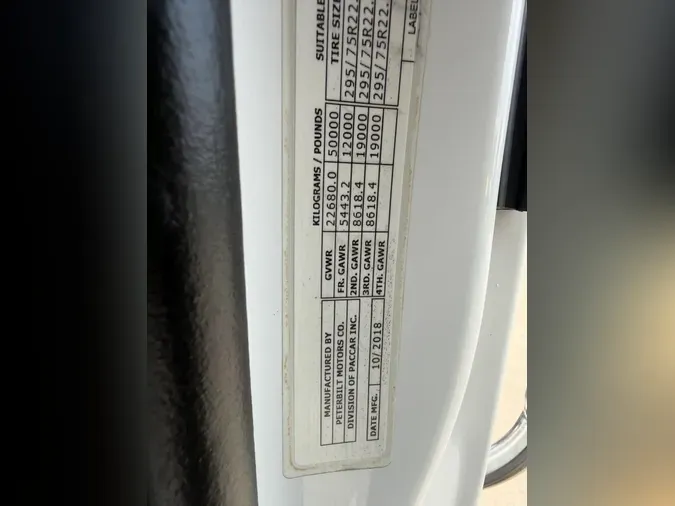 KILOGRAMS / POUNDS SUITABLE
MANUFACTURED BY GVWR 22680.0 50000 TIRE SIZE
PETERBILT MOTORS CO. FR. GAWR 5443.2 12000 295/75R22.
DIVISION OF PACCAR INC. 2ND. GAWR 8618.4 19000 295/75R22.
3RD. GAWR 8618.4 19000 295/75R22.
DATE MFG. 10/2018 4TH. GAWR
LABEL